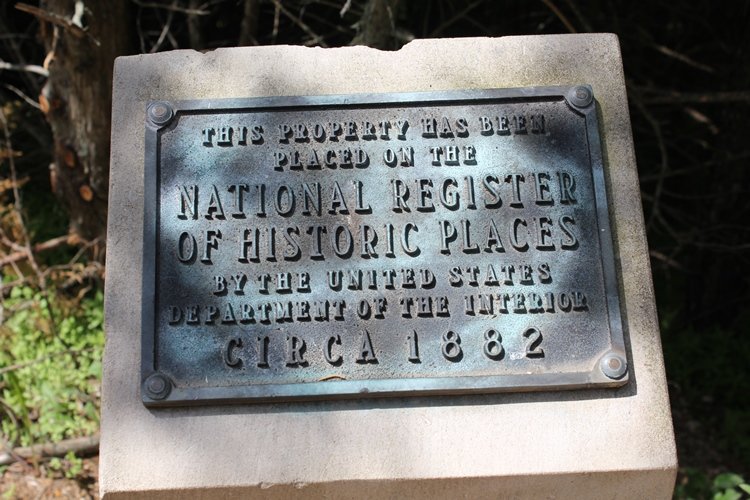 THIS PROPERTY HAS BEEN
PLACED ON THE
NATIONAL REGISTER
OF HISTORIC PLACES
BY THE UNITED STATES
DEPARTMENT OF THE INTERIOR
CIRCA 1882